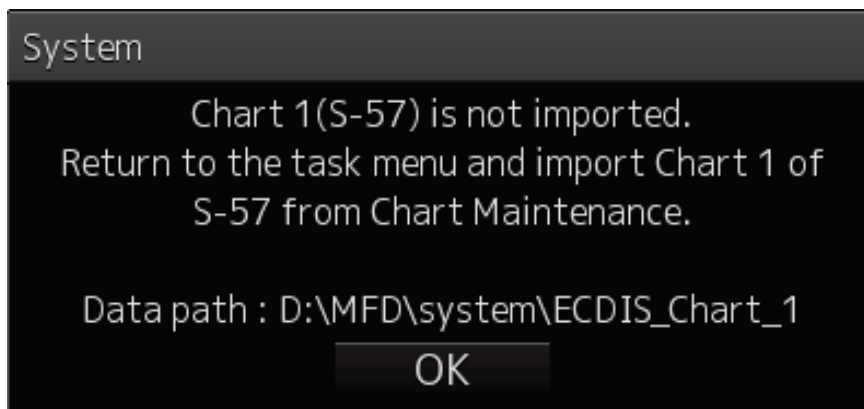 System
Chart 1(S-57) is not imported.
Return to the task menu and import Chart 1 of
S-57 from Chart Maintenance.
Data path : D:\MFD\system\ECDIS_Chart_1
OK